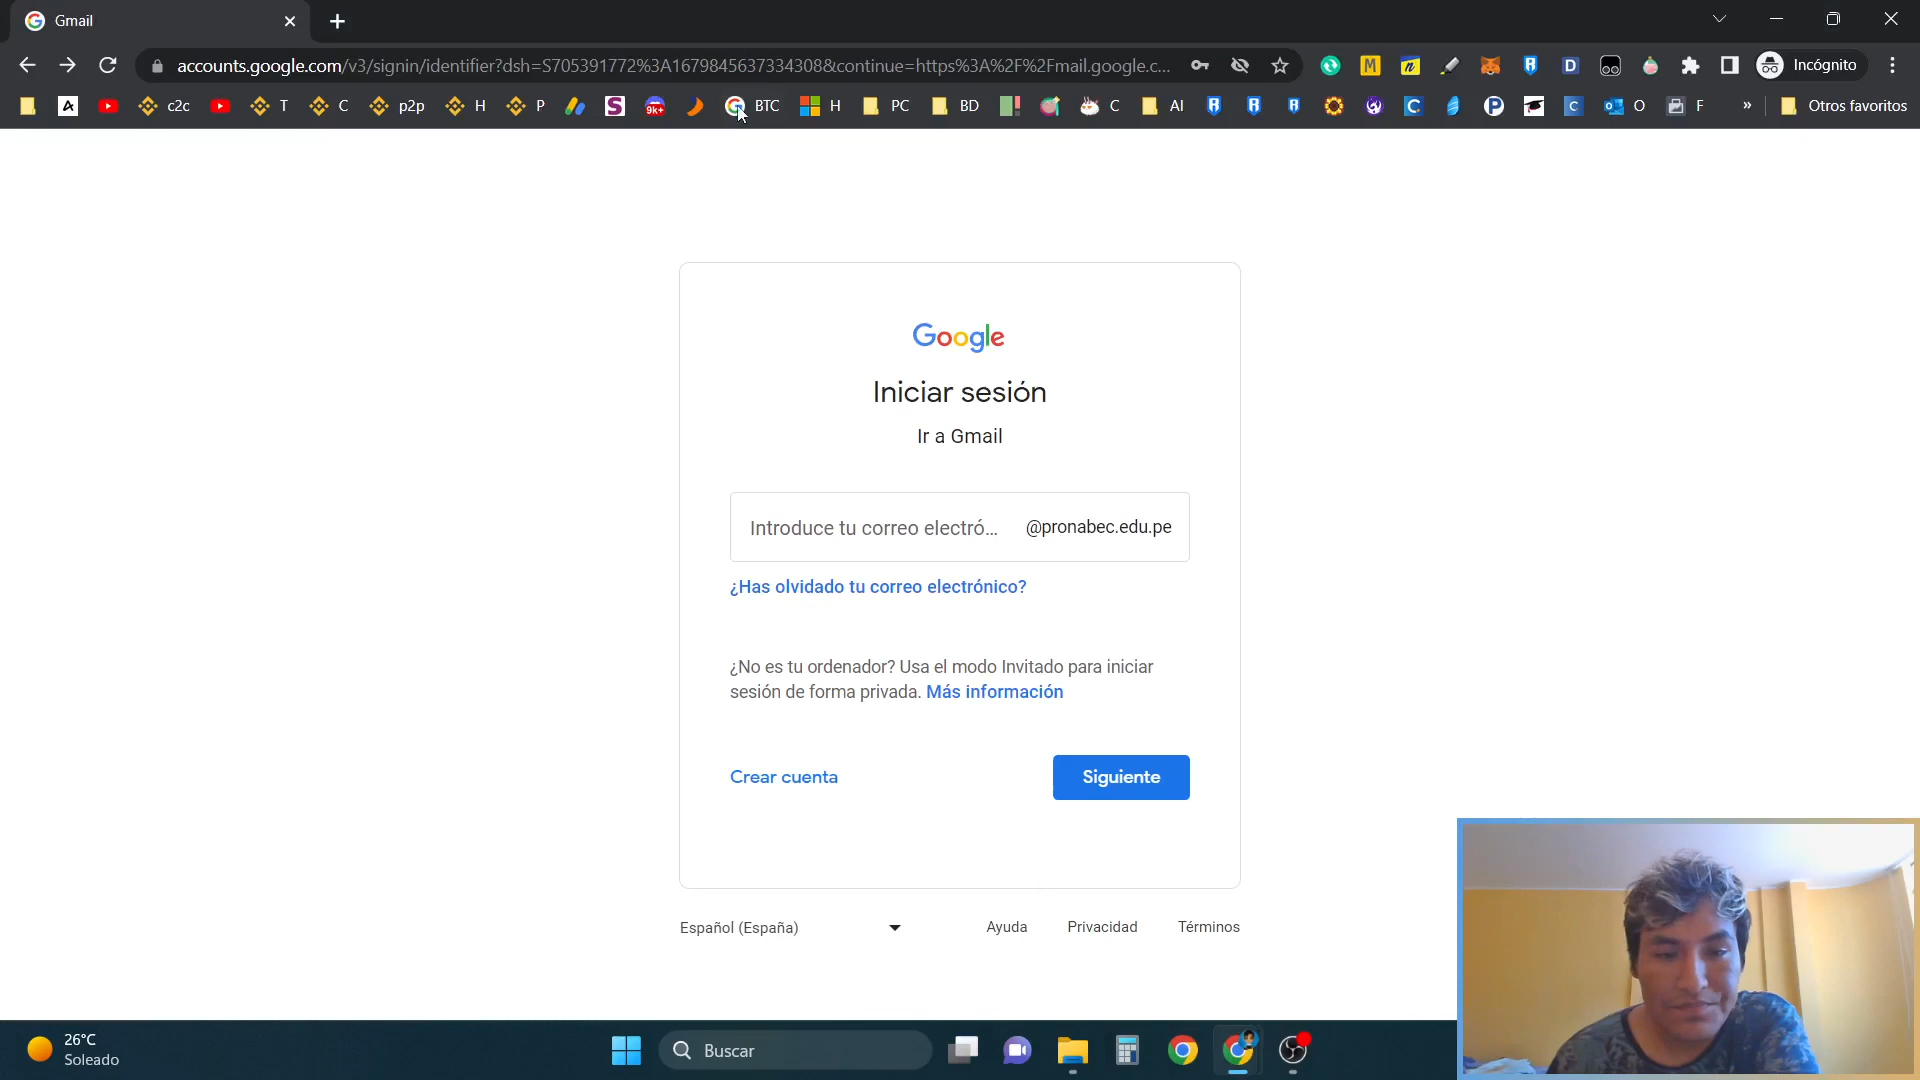 Gmail
accounts.google.com/v3/signin/identifier?dsh=S705391772%3A1679845637334308&continue=https%3A%2F%2Fmail.google.c...
Incógnito
c2c
T
C
p2p
H
P
9k+
BTC
H
PC
BD
C
AI
O
F
»
Otros favoritos
Google
Iniciar sesión
Ir a Gmail
Introduce tu correo electró... @pronabec.edu.pe
¿Has olvidado tu correo electrónico?
¿No es tu ordenador? Usa el modo Invitado para iniciar
sesión de forma privada. Más información
Crear cuenta
Siguiente
Español (España)
Ayuda
Privacidad
Términos
26°C
Soleado
Buscar